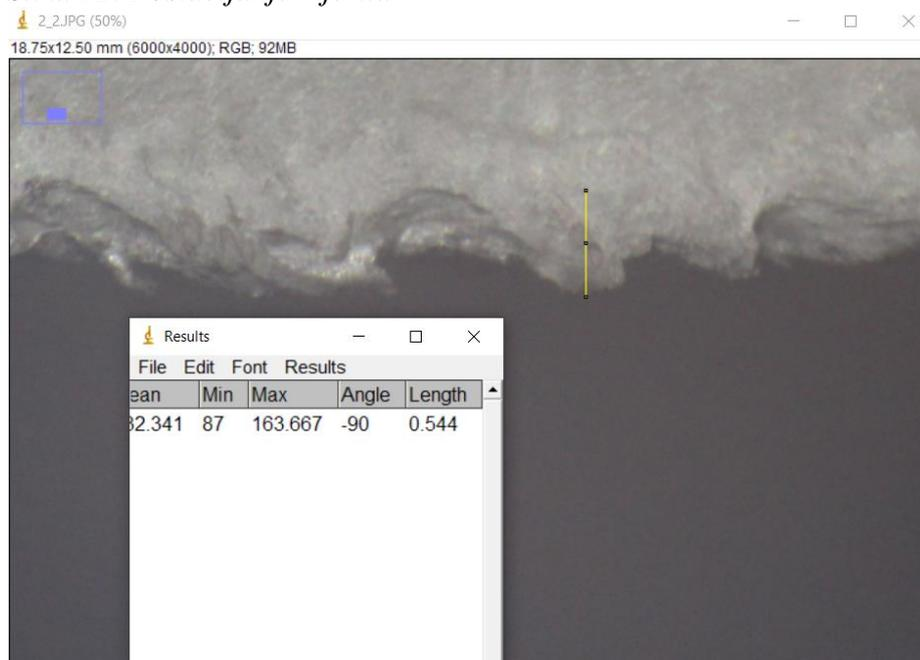 2_2.JPG (50%)
18.75x12.50 mm (6000x4000); RGB; 92MB
Results
File Edit Font Results
ean Min Max Angle Length
32.341 87 163.667 -90 0.544